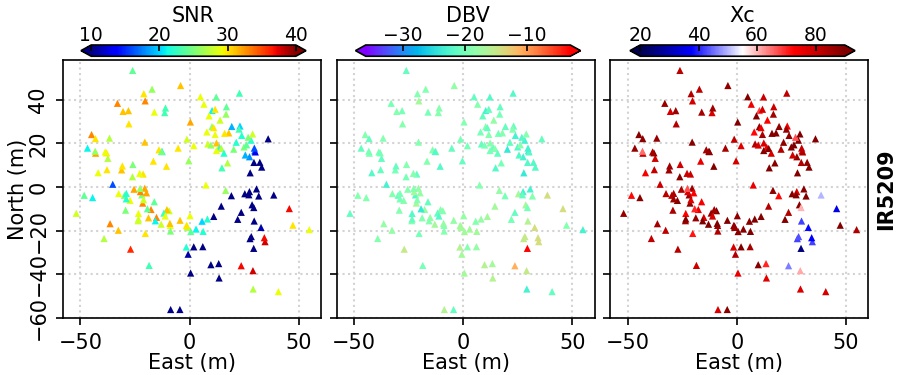 SNR DBV Xc
10 20 30 40 −30 −20 −10 20 40 60 80
40
20
0
−20
−40
−60
North (m)
−50 0 50 −50 0 50 −50 0 50
East (m) East (m) East (m)
IR5209